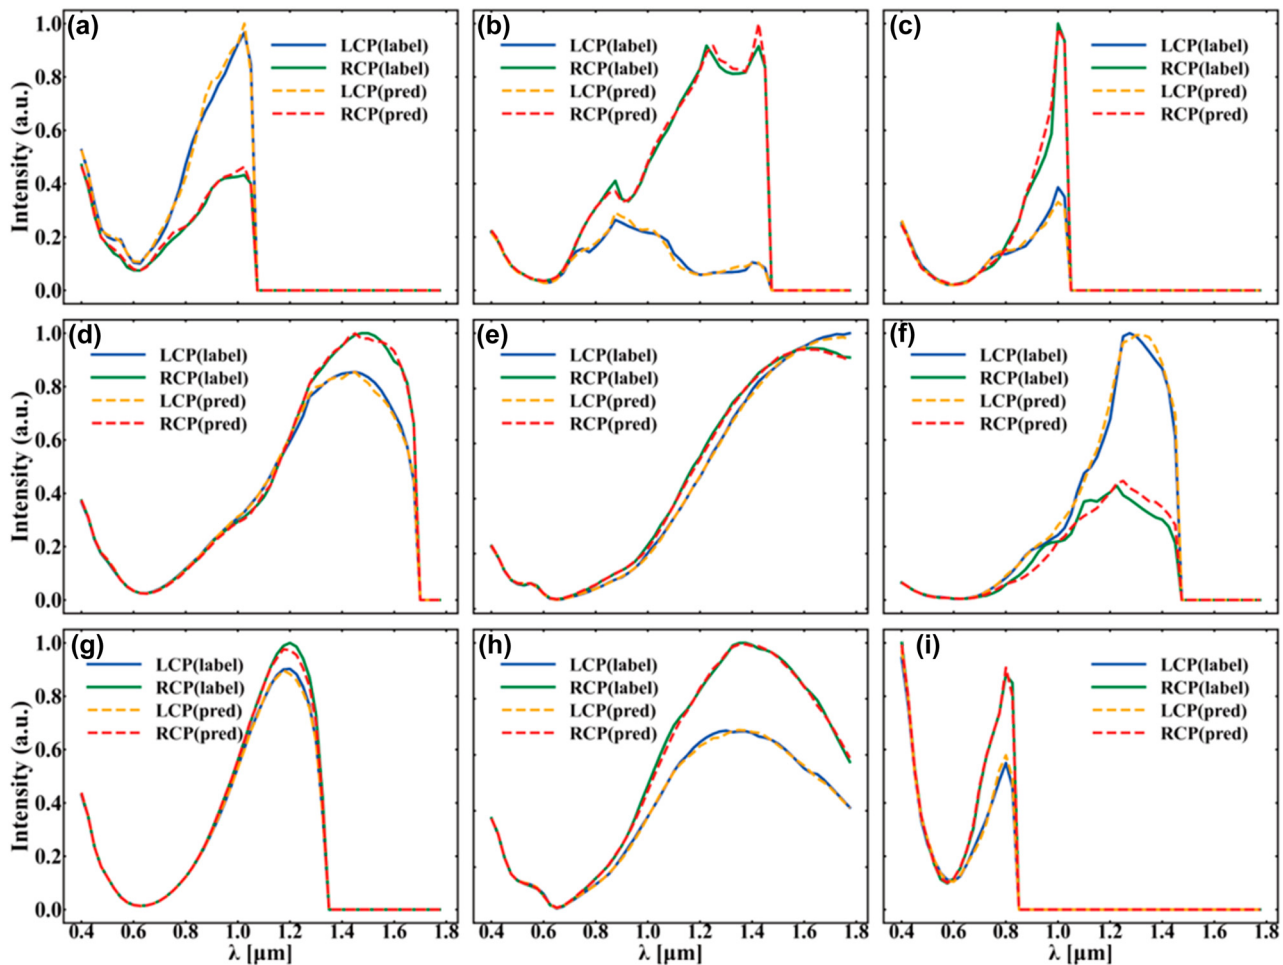 (a)
LCP(label)
RCP(label)
LCP(pred)
RCP(pred)
Intensity (a.u.)
1.0
0.8
0.6
0.4
0.2
0.0
(b)
LCP(label)
RCP(label)
LCP(pred)
RCP(pred)
(c)
LCP(label)
RCP(label)
LCP(pred)
RCP(pred)
(d)
LCP(label)
RCP(label)
LCP(pred)
RCP(pred)
Intensity (a.u.)
1.0
0.8
0.6
0.4
0.2
0.0
(e)
LCP(label)
RCP(label)
LCP(pred)
RCP(pred)
(f)
LCP(label)
RCP(label)
LCP(pred)
RCP(pred)
(g)
LCP(label)
RCP(label)
LCP(pred)
RCP(pred)
Intensity (a.u.)
1.0
0.8
0.6
0.4
0.2
0.0
0.4 0.6 0.8 1.0 1.2 1.4 1.6 1.8
λ [μm]
(h)
LCP(label)
RCP(label)
LCP(pred)
RCP(pred)
0.4 0.6 0.8 1.0 1.2 1.4 1.6 1.8
λ [μm]
(i)
LCP(label)
RCP(label)
LCP(pred)
RCP(pred)
0.4 0.6 0.8 1.0 1.2 1.4 1.6 1.8
λ [μm]